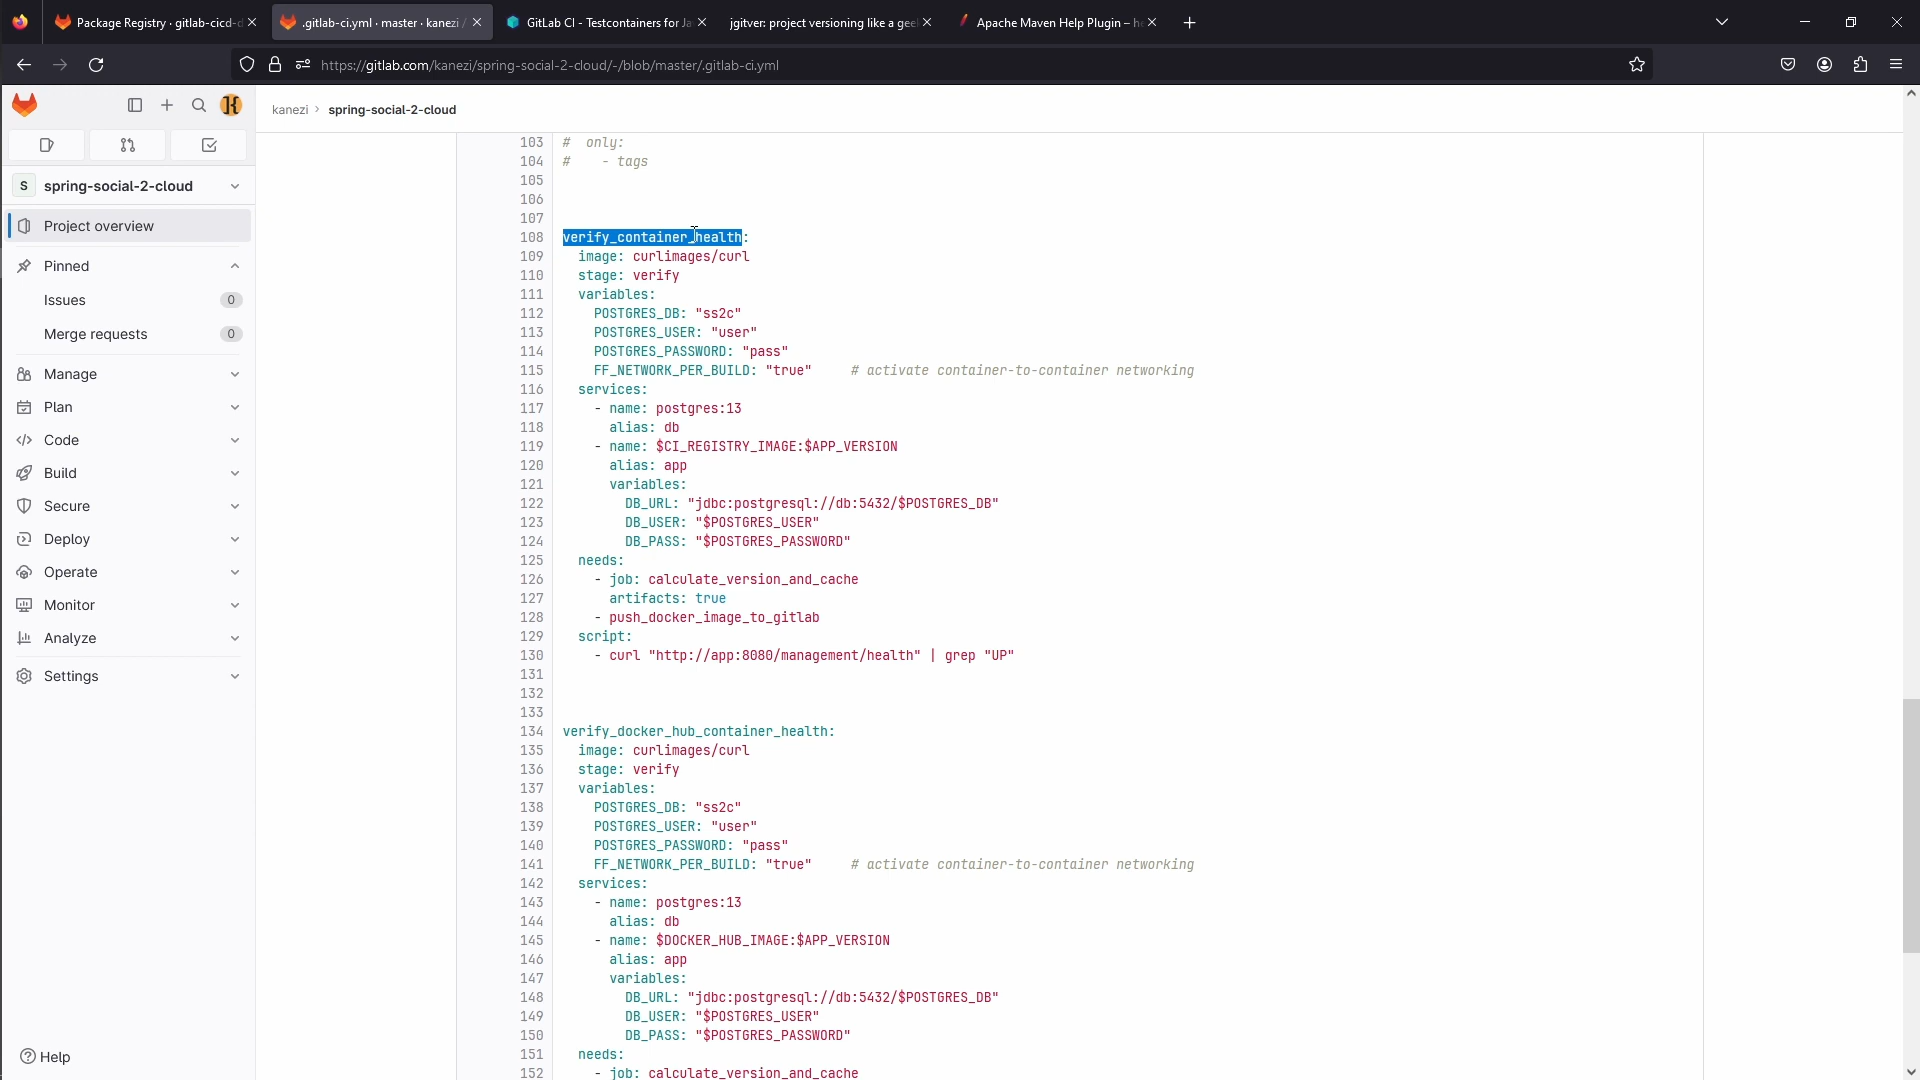 Package Registry · gitlab-cicd-d
.gitlab-ci.yml · master · kanezi /
GitLab CI - Testcontainers for Ja
jgitver: project versioning like a gee
Apache Maven Help Plugin – he
https://gitlab.com/kanezi/spring-social-2-cloud/-/blob/master/.gitlab-ci.yml
kanezi › spring-social-2-cloud
S spring-social-2-cloud
Project overview
Pinned
Issues 0
Merge requests 0
Manage
Plan
Code
Build
Secure
Deploy
Operate
Monitor
Analyze
Settings
Help
103 #  only:
104 #    - tags
105
106
107
108 verify_container_health:
109   image: curlimages/curl
110   stage: verify
111   variables:
112     POSTGRES_DB: "ss2c"
113     POSTGRES_USER: "user"
114     POSTGRES_PASSWORD: "pass"
115     FF_NETWORK_PER_BUILD: "true"     # activate container-to-container networking
116   services:
117     - name: postgres:13
118       alias: db
119     - name: $CI_REGISTRY_IMAGE:$APP_VERSION
120       alias: app
121       variables:
122         DB_URL: "jdbc:postgresql://db:5432/$POSTGRES_DB"
123         DB_USER: "$POSTGRES_USER"
124         DB_PASS: "$POSTGRES_PASSWORD"
125   needs:
126     - job: calculate_version_and_cache
127       artifacts: true
128     - push_docker_image_to_gitlab
129   script:
130     - curl "http://app:8080/management/health" | grep "UP"
131
132
133
134 verify_docker_hub_container_health:
135   image: curlimages/curl
136   stage: verify
137   variables:
138     POSTGRES_DB: "ss2c"
139     POSTGRES_USER: "user"
140     POSTGRES_PASSWORD: "pass"
141     FF_NETWORK_PER_BUILD: "true"     # activate container-to-container networking
142   services:
143     - name: postgres:13
144       alias: db
145     - name: $DOCKER_HUB_IMAGE:$APP_VERSION
146       alias: app
147       variables:
148         DB_URL: "jdbc:postgresql://db:5432/$POSTGRES_DB"
149         DB_USER: "$POSTGRES_USER"
150         DB_PASS: "$POSTGRES_PASSWORD"
151   needs:
152     - job: calculate_version_and_cache